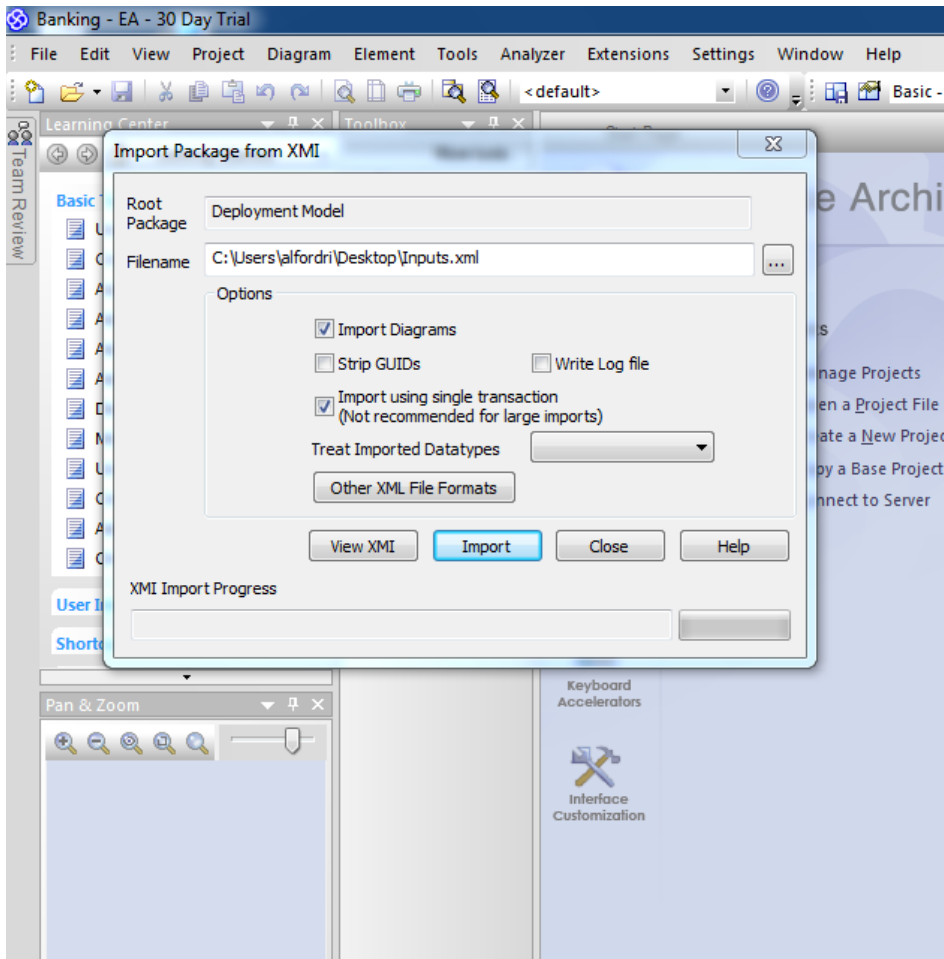 Banking - EA - 30 Day Trial
File Edit View Project Diagram Element Tools Analyzer Extensions Settings Window Help
<default>
Basic -
Learning Center
Toolbox
Team Review
Import Package from XMI
e Archi
Basic
Root
Package
Deployment Model
Filename
C:\Users\alfordri\Desktop\Inputs.xml
...
Options
Import Diagrams
Strip GUIDs
Write Log file
Import using single transaction
(Not recommended for large imports)
Treat Imported Datatypes
Other XML File Formats
nage Projects
en a Project File
ate a New Projec
py a Base Project
nnect to Server
View XMI
Import
Close
Help
XMI Import Progress
User I
Shortc
Pan & Zoom
Keyboard
Accelerators
Interface
Customization